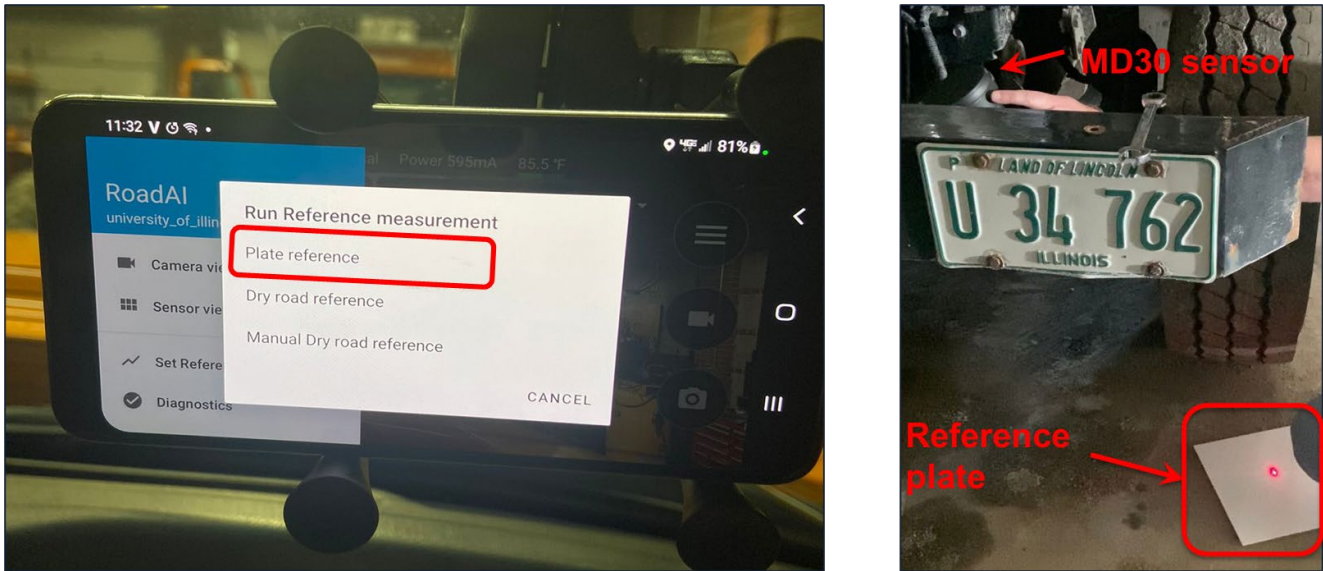 11:32 V
4GE 81%
al Power 595mA 85.5 °F
RoadAI
university_of_illin
Camera vie
Sensor vie
Set Refere
Diagnostics
Run Reference measurement
Plate reference
Dry road reference
Manual Dry road reference
CANCEL
MD30 sensor
P LAND OF LINCOLN
U 34 762
ILLINOIS
Reference
plate